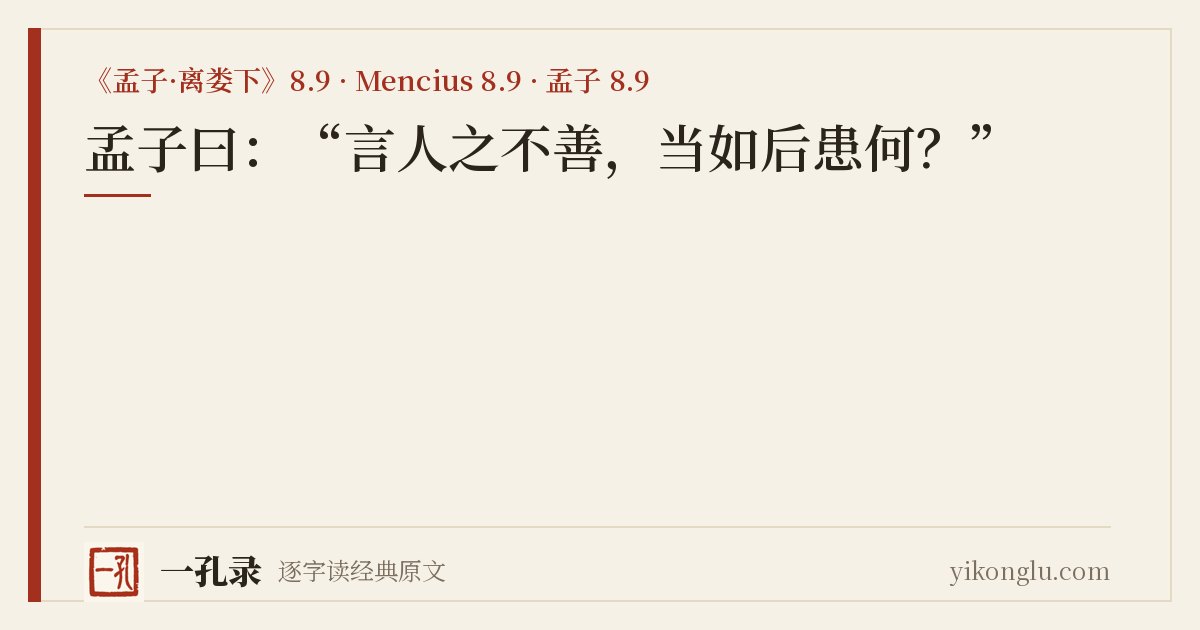 《孟子·离娄下》8.9 · Mencius 8.9 · 孟子 8.9
孟子曰：“言人之不善，当如后患何？”
一孔
一孔录 逐字读经典原文 yikonglu.com